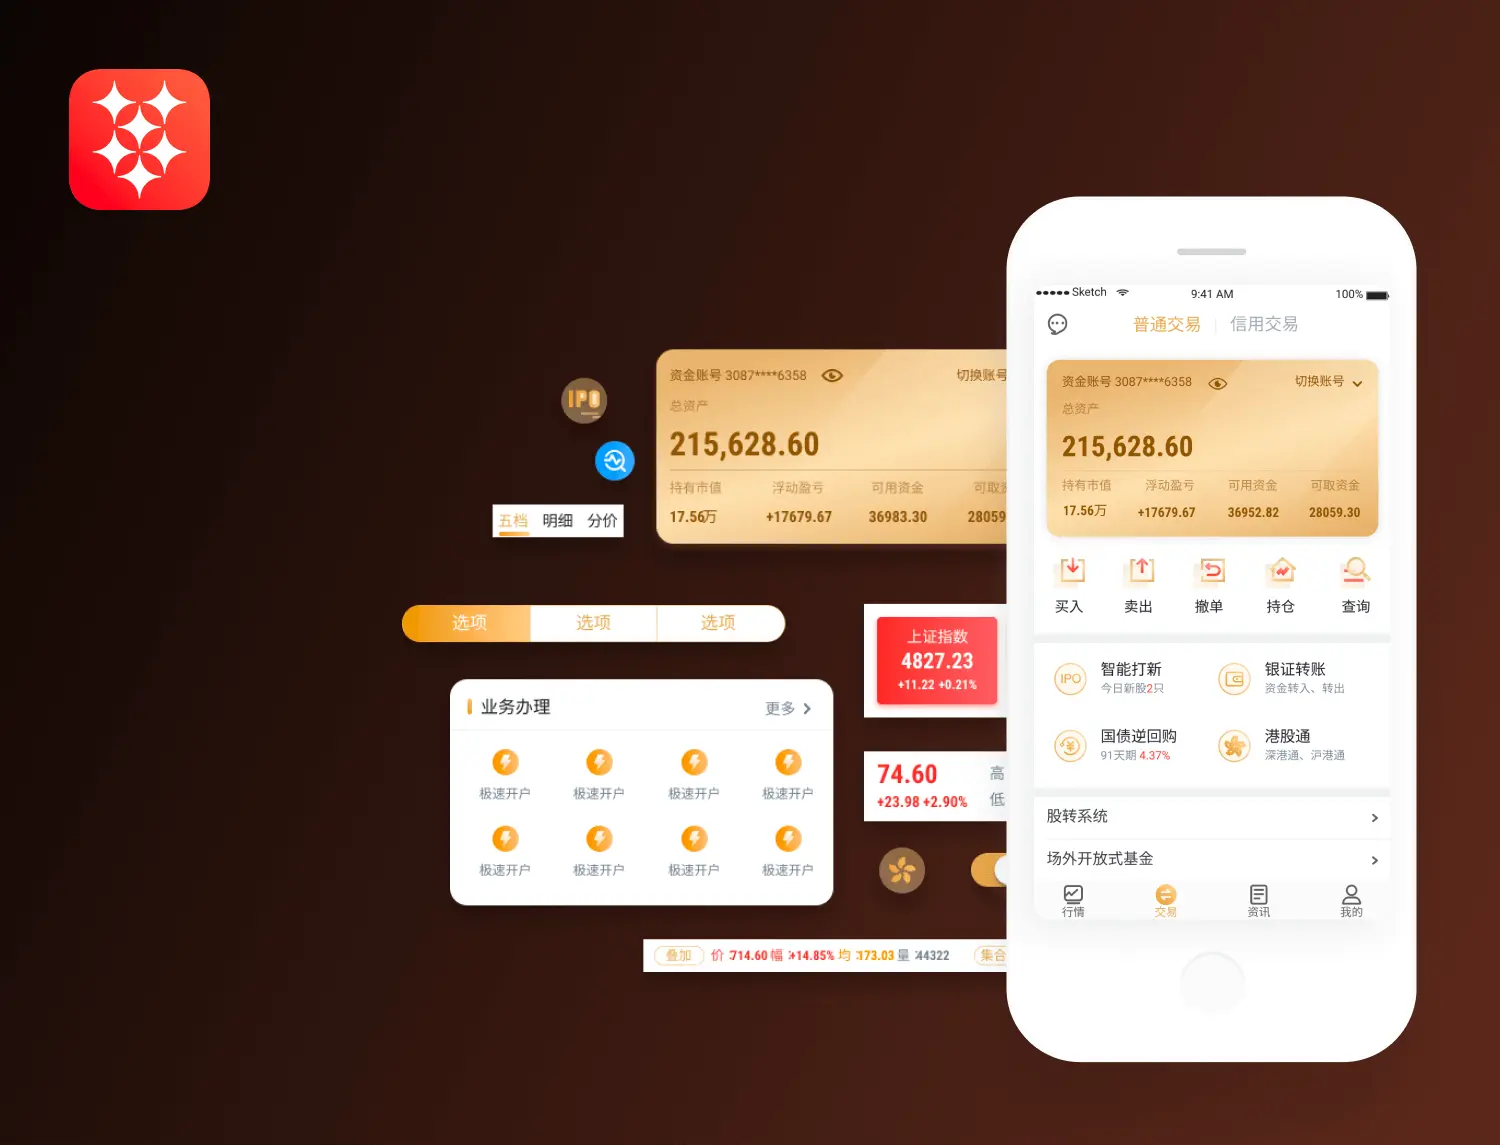 IPO
五档 明细 分价
资金账号 3087****6358 切换账号
总资产
215,628.60
持有市值 浮动盈亏 可用资金
17.56万 +17679.67 36983.30 28059
选项 选项 选项
业务办理 更多
极速开户 极速开户 极速开户 极速开户
极速开户 极速开户 极速开户 极速开户
上证指数
4827.23
+11.22 +0.21%
74.60 高
+23.98 +2.90% 低
叠加 价:714.60 幅:+14.85% 均:173.03 量:44322 集合
Sketch 9:41 AM 100%
普通交易 信用交易
资金账号 3087****6358 切换账号
总资产
215,628.60
持有市值 浮动盈亏 可用资金 可取资金
17.56万 +17679.67 36952.82 28059.30
买入 卖出 撤单 持仓 查询
IPO 智能打新 银证转账
今日新股2只 资金转入、转出
国债逆回购 港股通
91天期 4.37% 深港通、沪港通
股转系统
场外开放式基金
行情 交易 资讯 我的